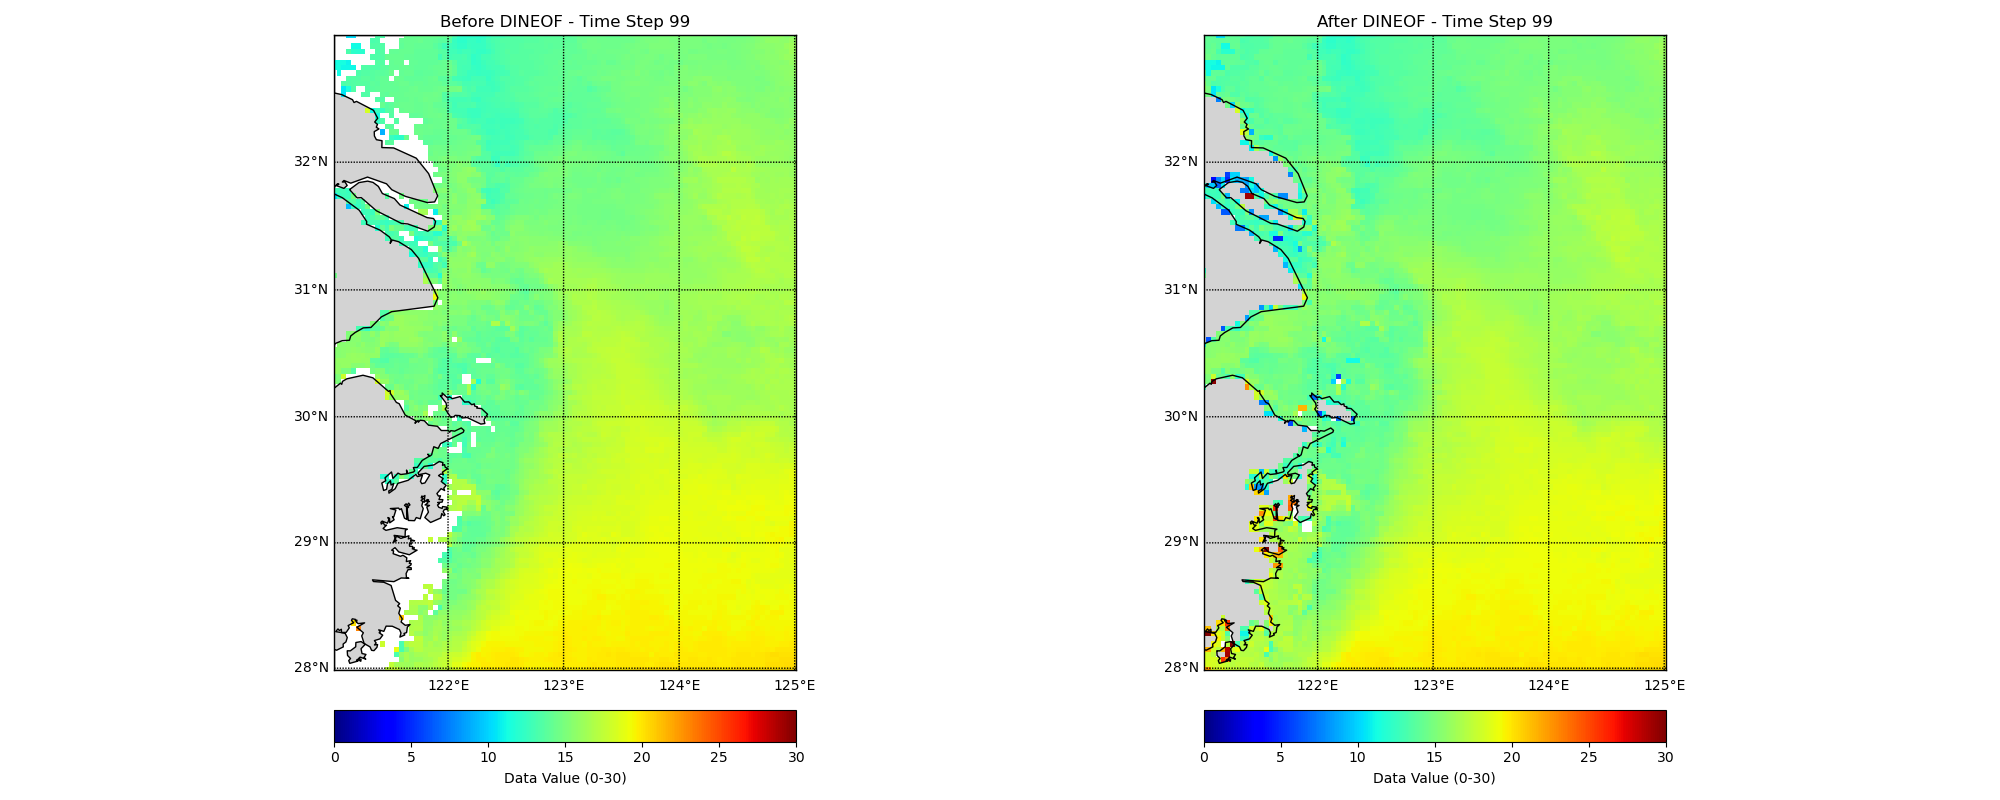 Before DINEOF - Time Step 99
32°N
31°N
30°N
29°N
28°N
122°E 123°E 124°E 125°E
0 5 10 15 20 25 30
Data Value (0-30)
After DINEOF - Time Step 99
32°N
31°N
30°N
29°N
28°N
122°E 123°E 124°E 125°E
0 5 10 15 20 25 30
Data Value (0-30)